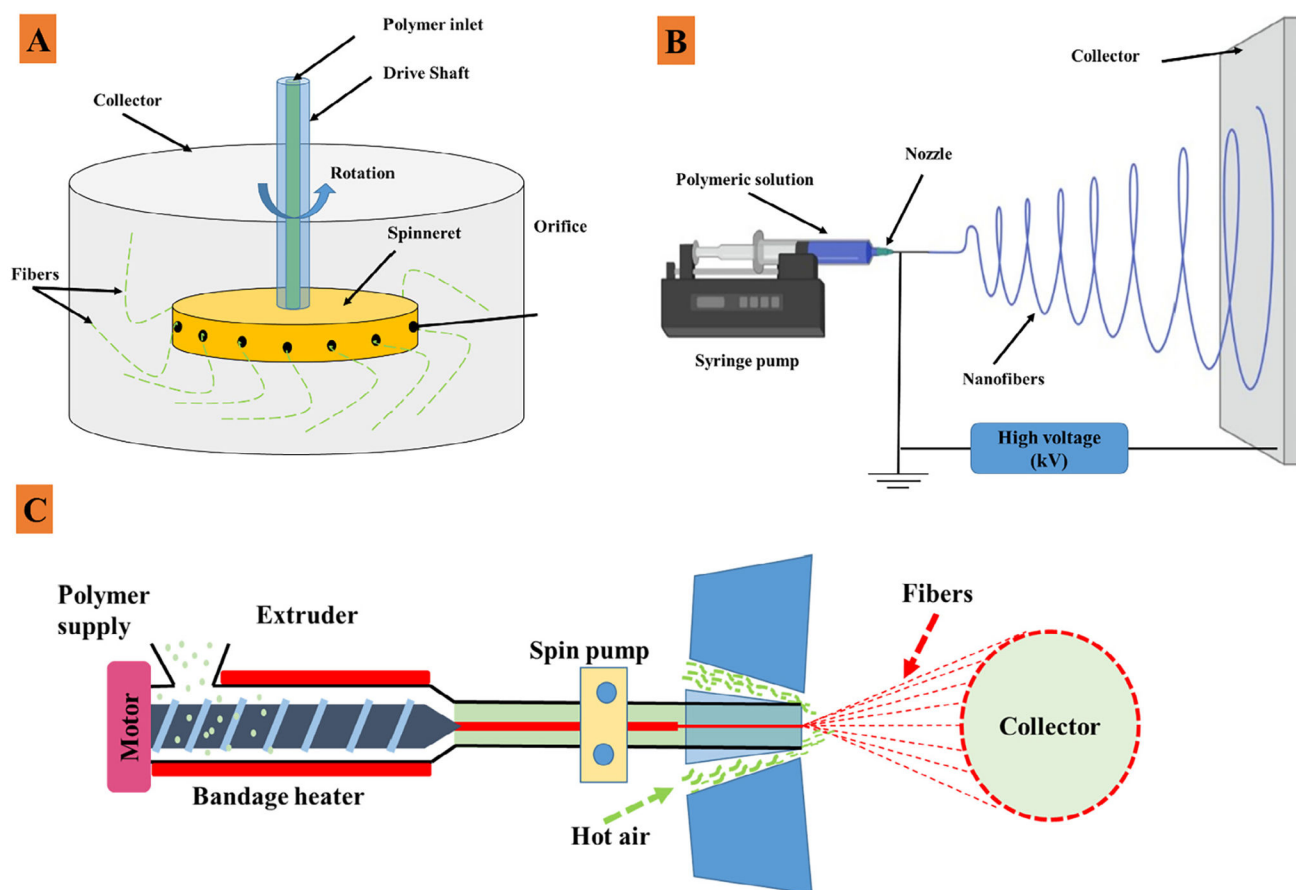 A
Polymer inlet
Drive Shaft
Collector
Rotation
Spinneret
Orifice
Fibers
B
Collector
Nozzle
Polymeric solution
Syringe pump
Nanofibers
High voltage
(kV)
C
Polymer
supply
Extruder
Motor
Bandage heater
Spin pump
Hot air
Fibers
Collector